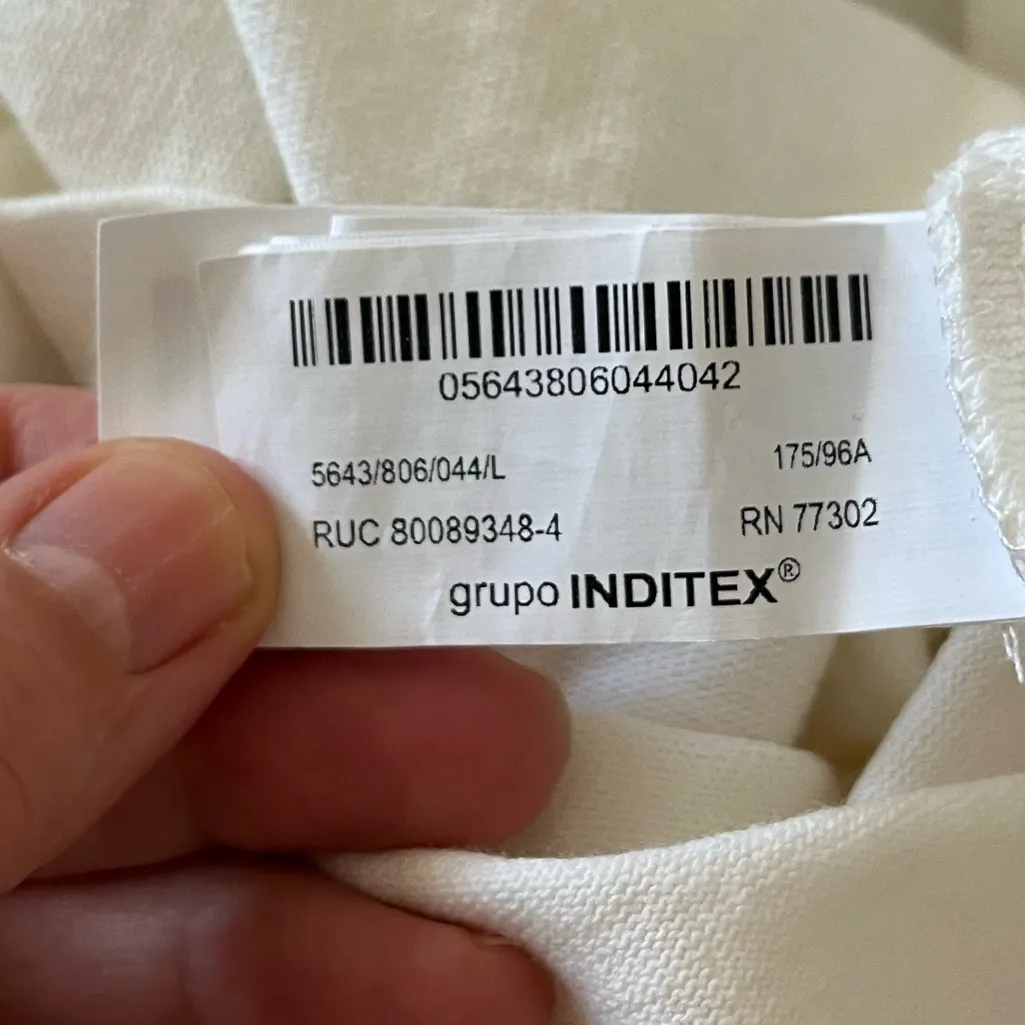 05643806044042
5643/806/044/L 175/96A
RUC 80089348-4 RN 77302
grupo INDITEX®